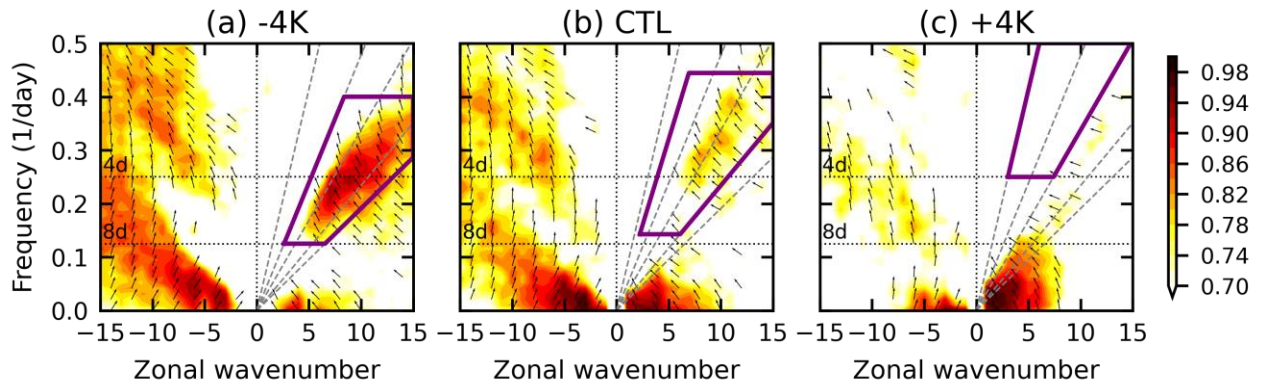 (a) -4K (b) CTL (c) +4K
Frequency (1/day)
0.5
0.4
0.3
0.2
0.1
0.0
4d
8d
4d
8d
4d
8d
−15 −10 −5 0 5 10 15
−15 −10 −5 0 5 10 15
−15 −10 −5 0 5 10 15
Zonal wavenumber
Zonal wavenumber
Zonal wavenumber
0.98
0.94
0.90
0.86
0.82
0.78
0.74
0.70